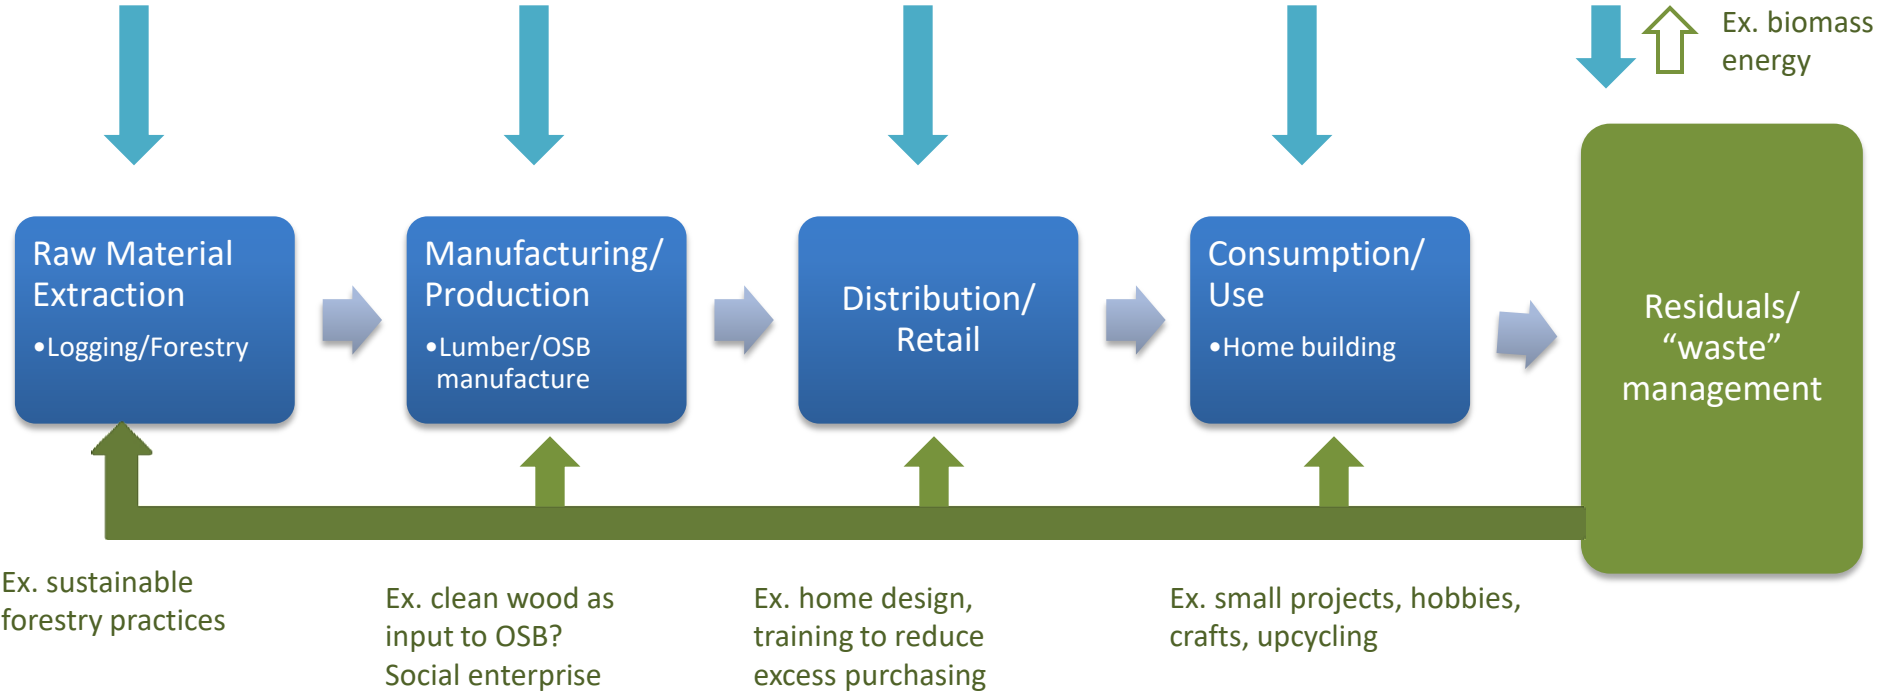 Ex. biomass
energy
Raw Material
Extraction
•Logging/Forestry
Manufacturing/
Production
•Lumber/OSB
manufacture
Distribution/
Retail
Consumption/
Use
•Home building
Residuals/
“waste”
management
Ex. sustainable
forestry practices
Ex. clean wood as
input to OSB?
Social enterprise
Ex. home design,
training to reduce
excess purchasing
Ex. small projects, hobbies,
crafts, upcycling